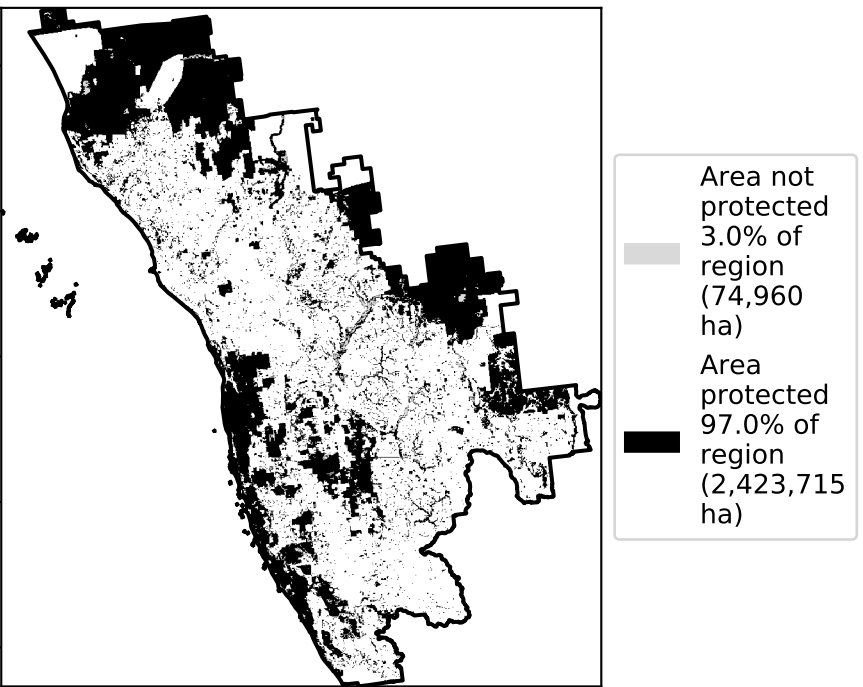 Area not
protected
3.0% of
region
(74,960
ha)
Area
protected
97.0% of
region
(2,423,715
ha)